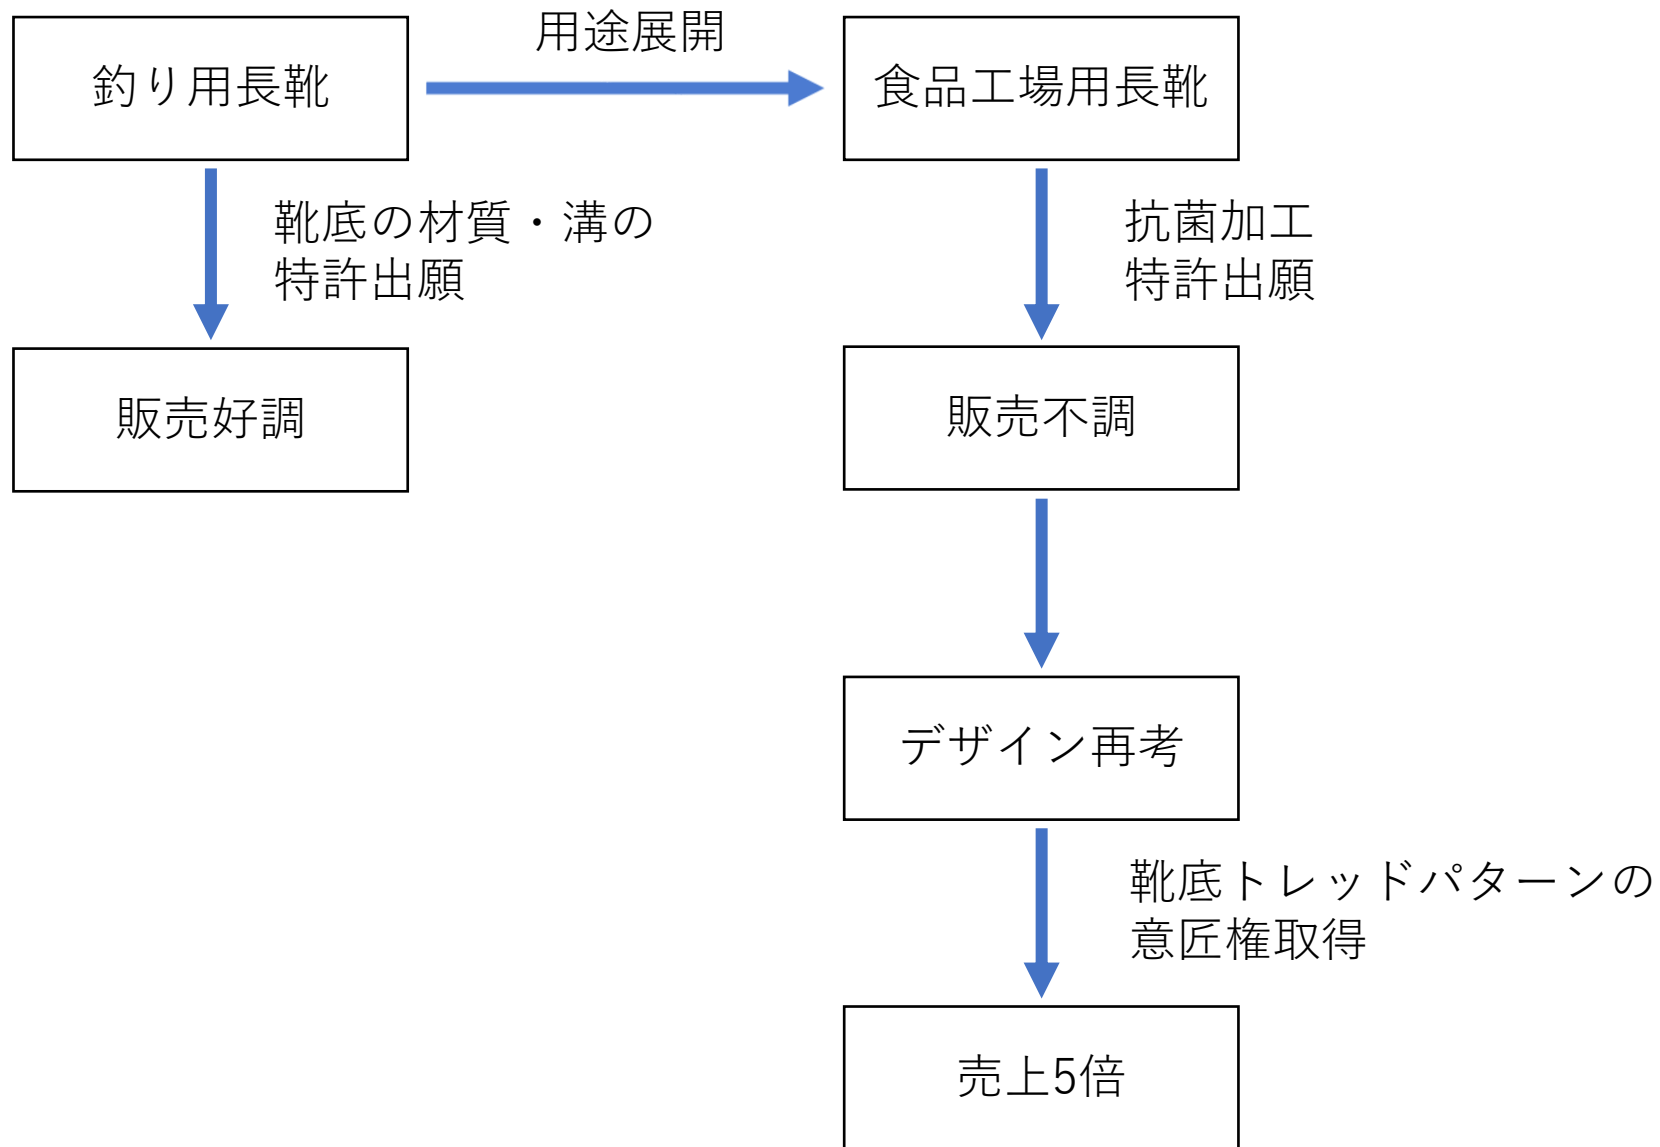 用途展開
釣り用長靴
食品工場用長靴
靴底の材質・溝の
特許出願
抗菌加工
特許出願
販売好調
販売不調
デザイン再考
靴底トレッドパターンの
意匠権取得
売上5倍